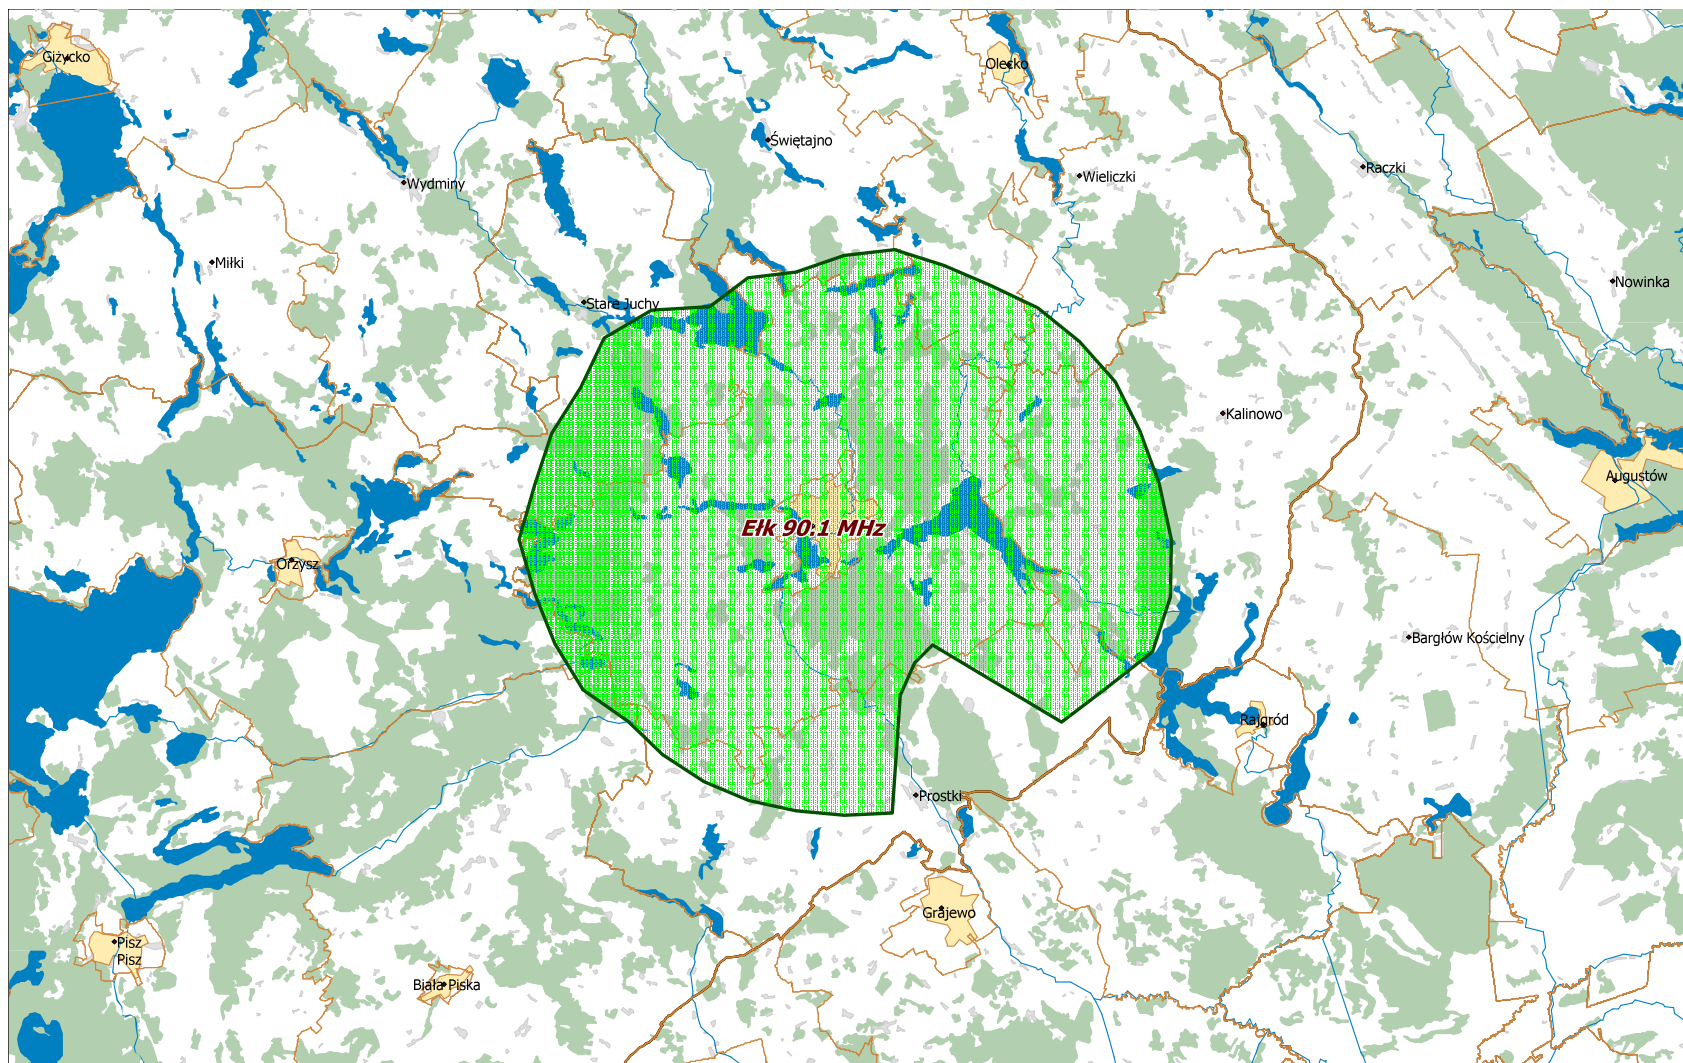 Giżycko
Olecko
Świętajno
Raczki
Wieliczki
Wydminy
Miłki
Nowinka
Stare Juchy
Kalinowo
Augustów
Ełk 90.1 MHz
Orzysz
Bargłów Kościelny
Rajgród
Prostki
Grajewo
Pisz
Pisz
Biała Piska